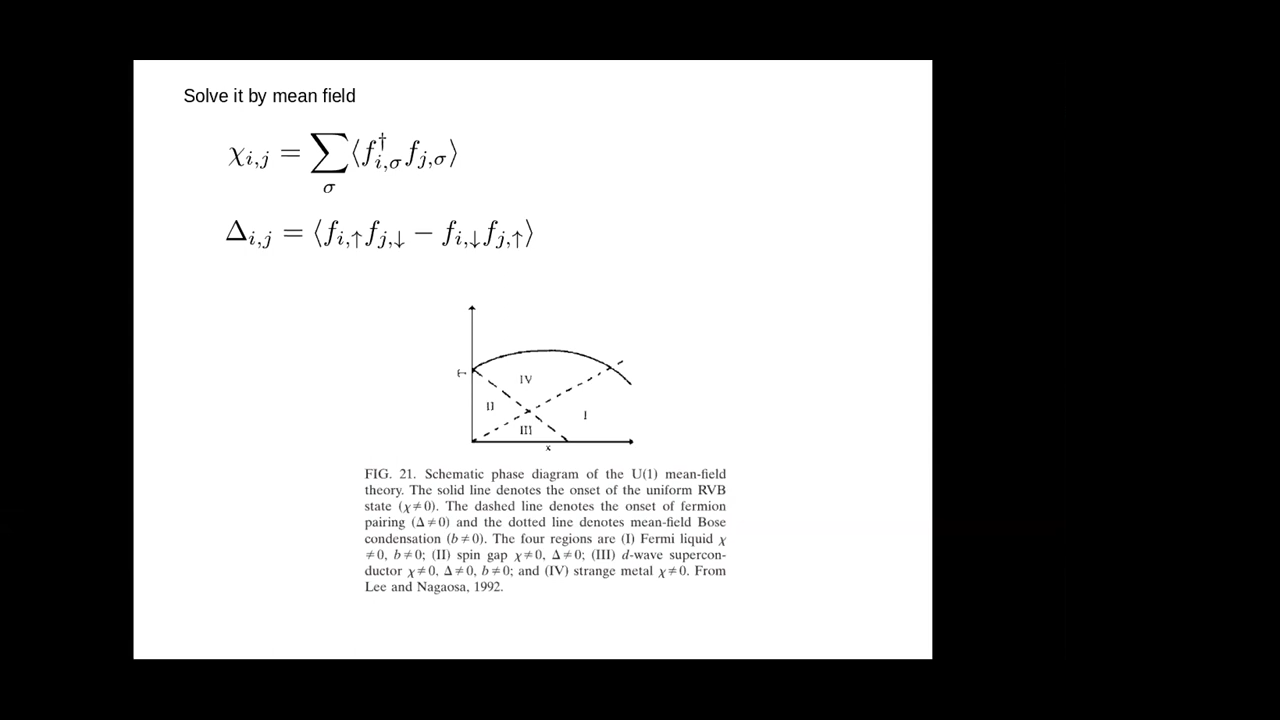 Solve it by mean field
χ_{i,j} = ∑_σ ⟨f†_{i,σ} f_{j,σ}⟩
Δ_{i,j} = ⟨f_{i,↑} f_{j,↓} − f_{i,↓} f_{j,↑}⟩
T
IV
II
I
III
x
FIG. 21. Schematic phase diagram of the U(1) mean-field
theory. The solid line denotes the onset of the uniform RVB
state (χ≠0). The dashed line denotes the onset of fermion
pairing (Δ≠0) and the dotted line denotes mean-field Bose
condensation (b≠0). The four regions are (I) Fermi liquid χ
≠0, b≠0; (II) spin gap χ≠0, Δ≠0; (III) d-wave supercon-
ductor χ≠0, Δ≠0, b≠0; and (IV) strange metal χ≠0. From
Lee and Nagaosa, 1992.